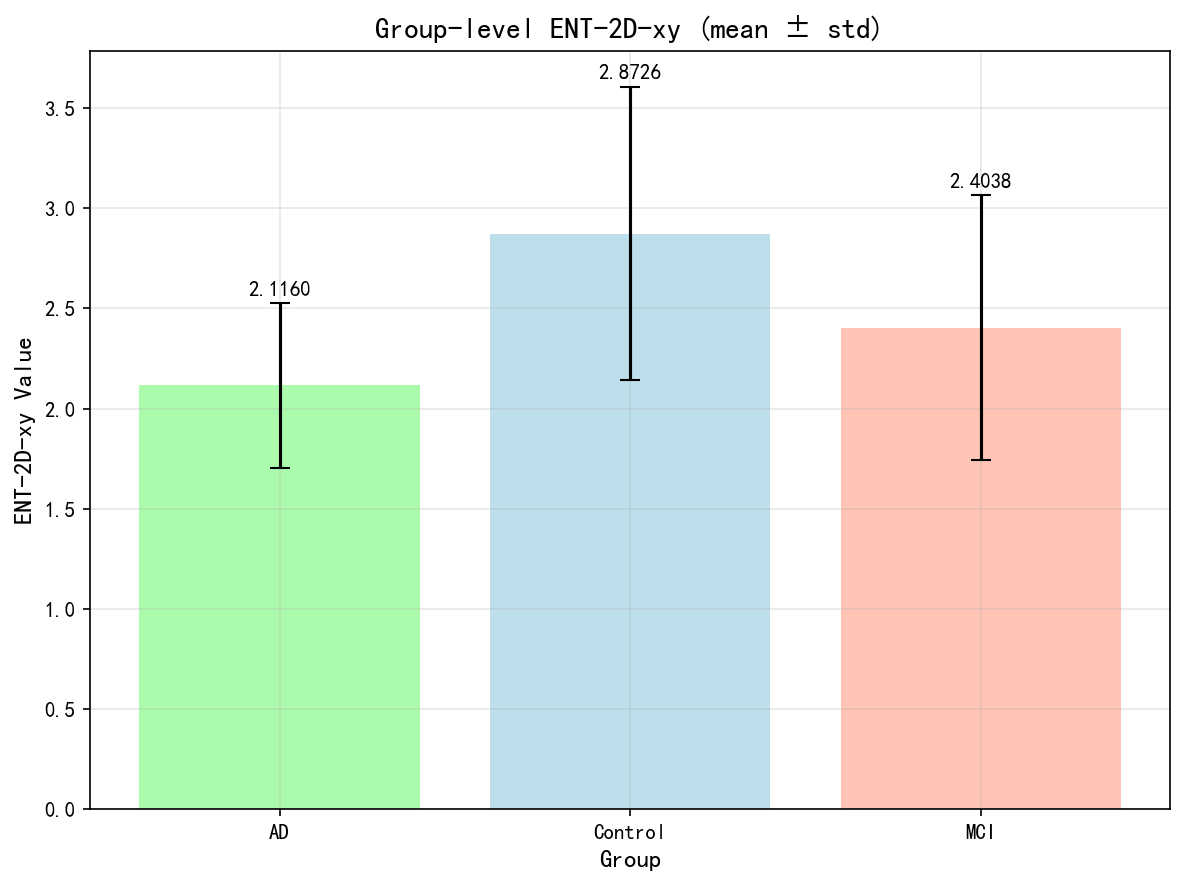 Group-level ENT-2D-xy (mean ± std)
ENT-2D-xy Value
3.5
3.0
2.5
2.0
1.5
1.0
0.5
0.0
2.1160
2.8726
2.4038
AD
Control
MCI
Group